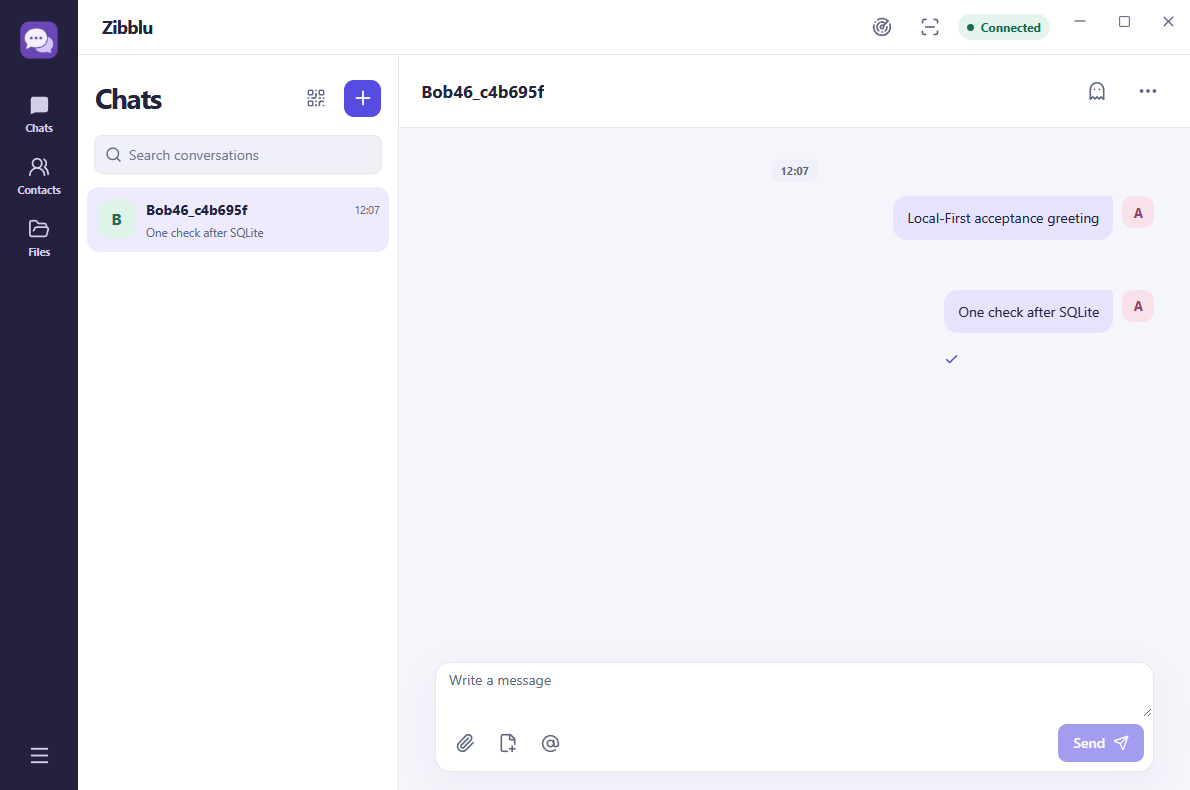 Zibblu
Connected
Chats
Contacts
Files
Chats
Search conversations
B
Bob46_c4b695f
12:07
One check after SQLite
Bob46_c4b695f
12:07
Local-First acceptance greeting
A
One check after SQLite
A
Write a message
Send